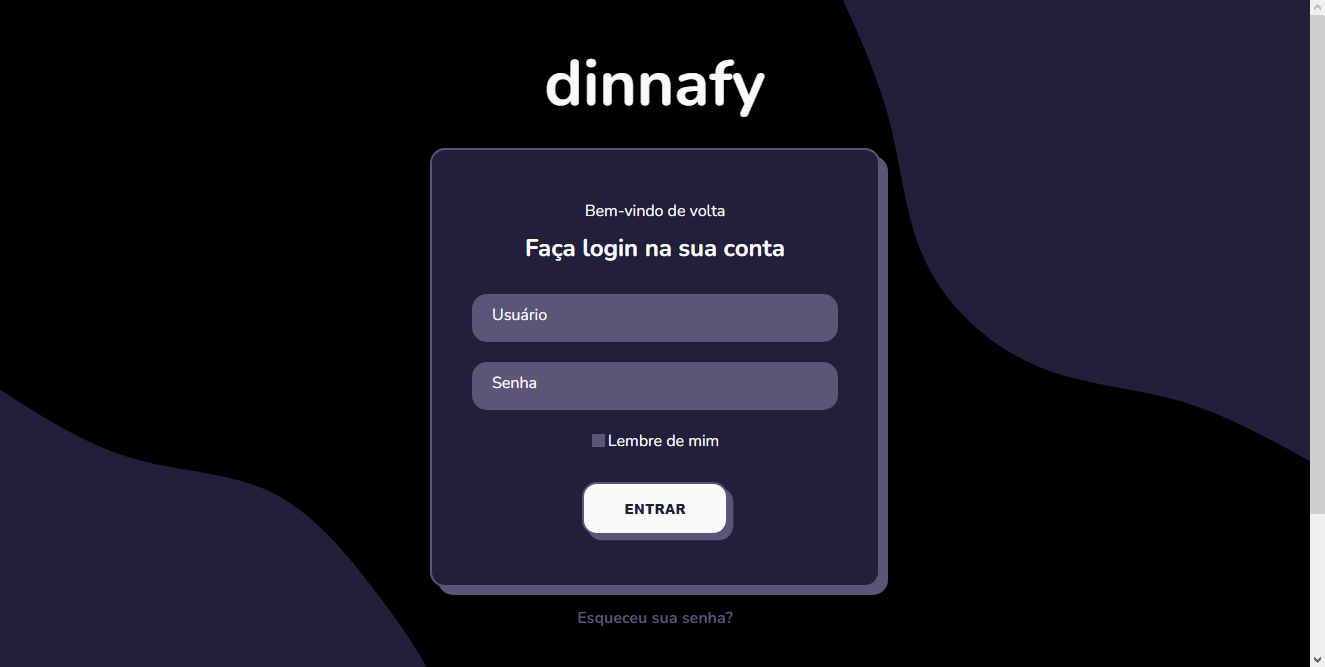 dinnafy
Bem-vindo de volta
Faça login na sua conta
Usuário
Senha
Lembre de mim
ENTRAR
Esqueceu sua senha?